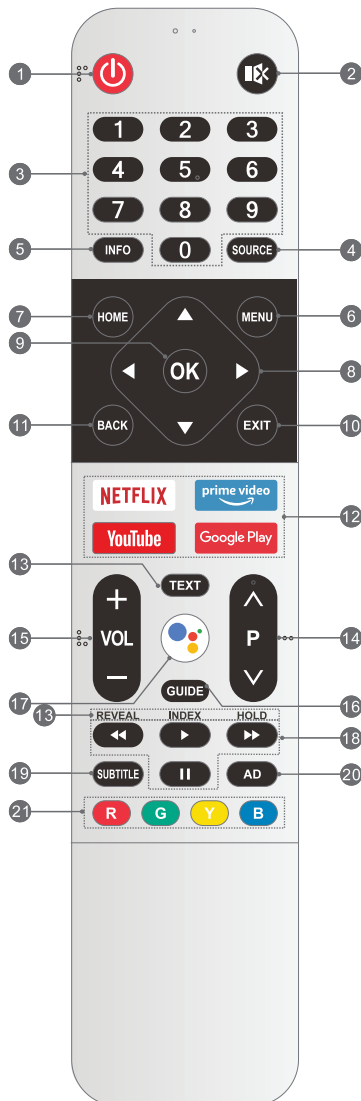 1 2
1 2 3
3 4 5 6
7 8 9
5 INFO 0 SOURCE 4
7 HOME MENU 6
9 OK 8
11 BACK EXIT 10
NETFLIX prime video
12
YouTube Google Play
13 TEXT
+
15 VOL P 14
−
17 GUIDE 16
13 REVEAL INDEX HOLD
18
19 SUBTITLE AD 20
21 R G Y B